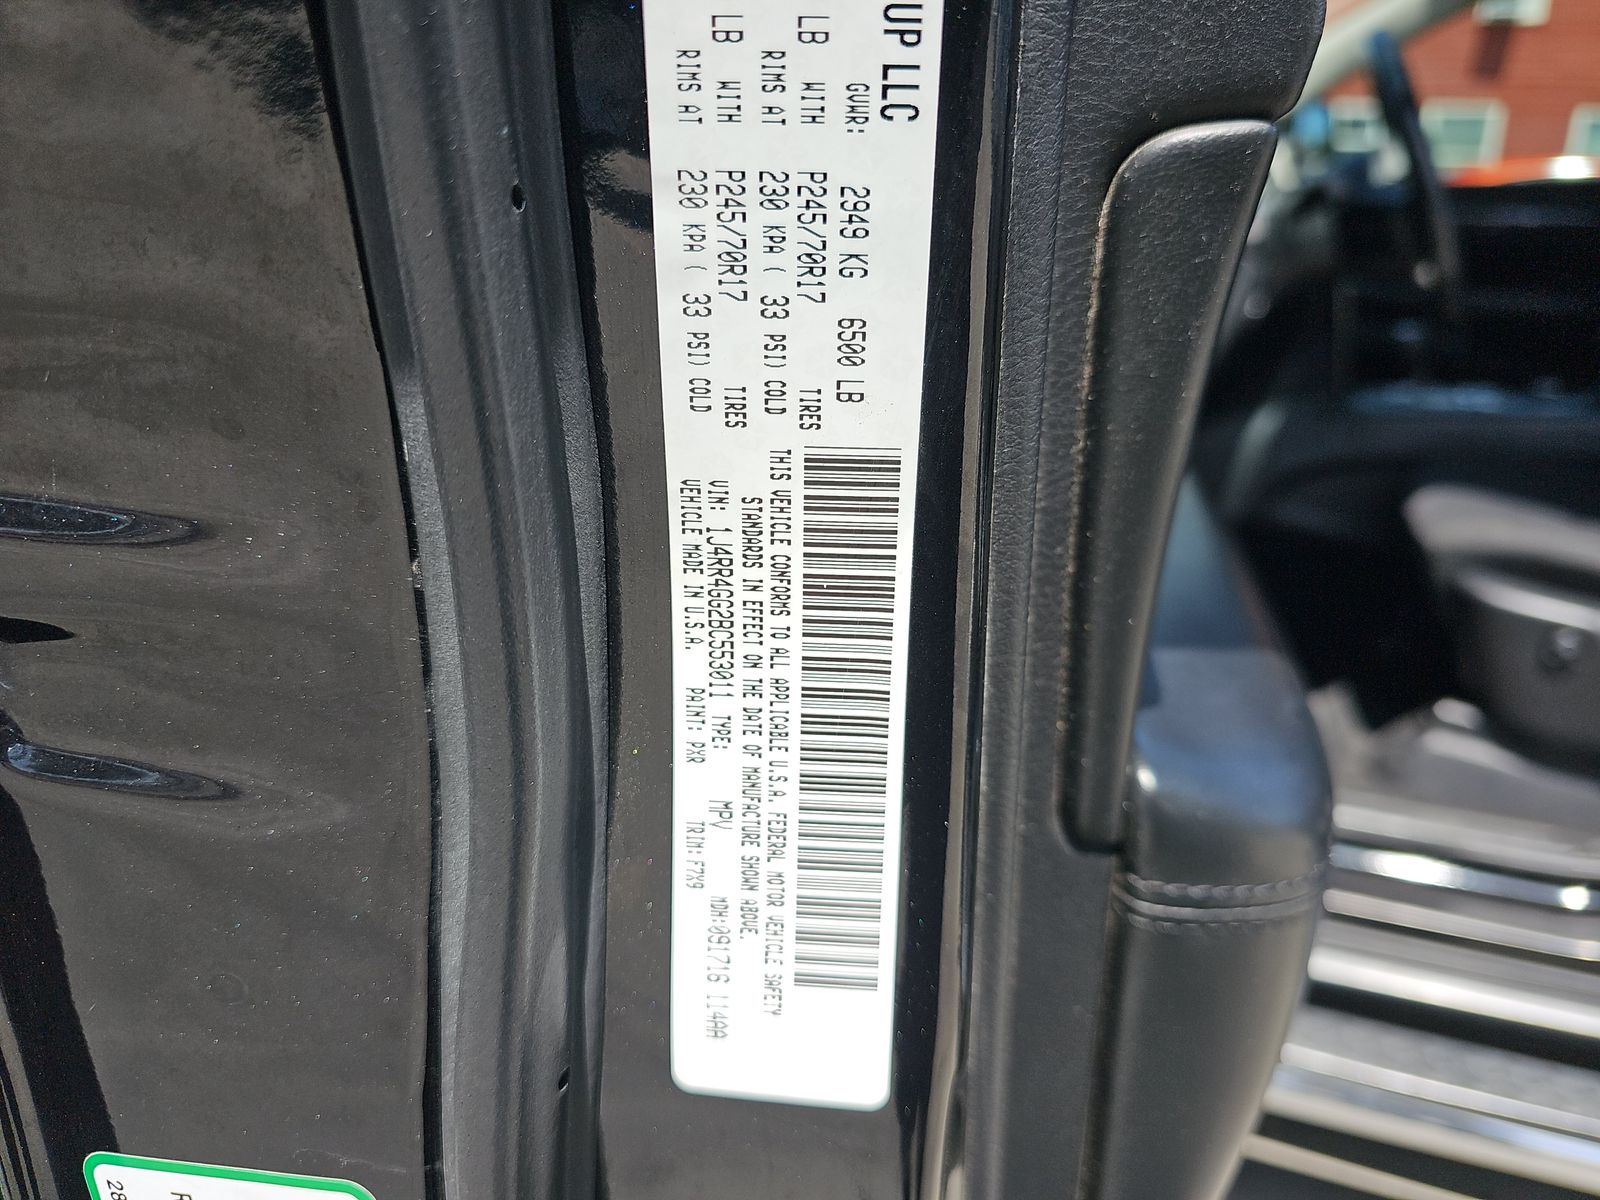 UP LLC
GVWR: 2949 KG 6500 LB
LB WITH P245/70R17 TIRES
RIMS AT 230 KPA ( 33 PSI) COLD
LB WITH P245/70R17 TIRES
RIMS AT 230 KPA ( 33 PSI) COLD
THIS VEHICLE CONFORMS TO ALL APPLICABLE U.S.A. FEDERAL MOTOR VEHICLE SAFETY
STANDARDS IN EFFECT ON THE DATE OF MANUFACTURE SHOWN ABOVE.
VIN: 1J4RR4GG2BC553011 TYPE: MPV MDH:091716 114AA
VEHICLE MADE IN U.S.A. PAINT: PXR TRIM: F7X9
28